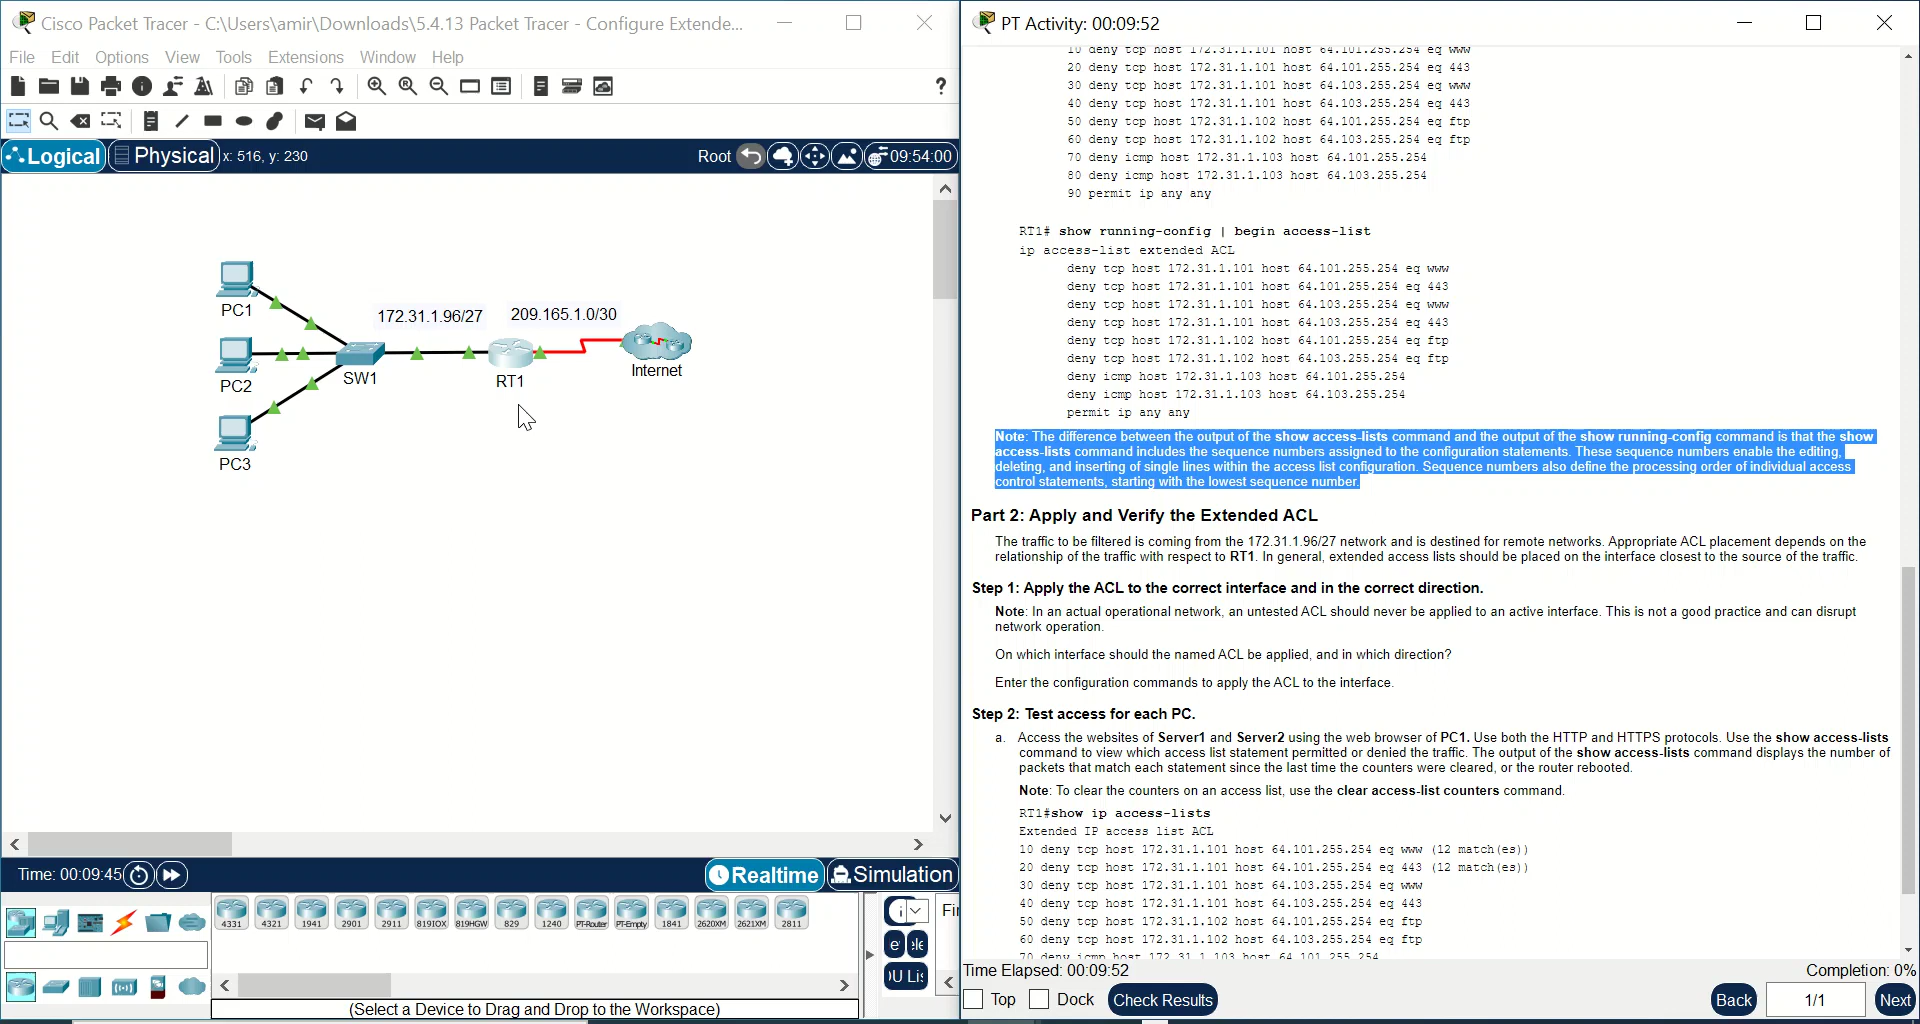 Cisco Packet Tracer - C:\Users\amir\Downloads\5.4.13 Packet Tracer - Configure Extende...
File Edit Options View Tools Extensions Window Help
Logical
Physical
x: 516, y: 230
Root
09:54:00
PC1
172.31.1.96/27
209.165.1.0/30
PC2
SW1
RT1
Internet
PC3
Time: 00:09:45
Realtime
Simulation
4331
4321
1941
2901
2911
819IOX
819HGW
829
1240
PT-Router
PT-Empty
1841
2620XM
2621XM
2811
(Select a Device to Drag and Drop to the Workspace)
PT Activity: 00:09:52
10 deny tcp host 172.31.1.101 host 64.101.255.254 eq www
20 deny tcp host 172.31.1.101 host 64.101.255.254 eq 443
30 deny tcp host 172.31.1.101 host 64.103.255.254 eq www
40 deny tcp host 172.31.1.101 host 64.103.255.254 eq 443
50 deny tcp host 172.31.1.102 host 64.101.255.254 eq ftp
60 deny tcp host 172.31.1.102 host 64.103.255.254 eq ftp
70 deny icmp host 172.31.1.103 host 64.101.255.254
80 deny icmp host 172.31.1.103 host 64.103.255.254
90 permit ip any any
RT1# show running-config | begin access-list
ip access-list extended ACL
deny tcp host 172.31.1.101 host 64.101.255.254 eq www
deny tcp host 172.31.1.101 host 64.101.255.254 eq 443
deny tcp host 172.31.1.101 host 64.103.255.254 eq www
deny tcp host 172.31.1.101 host 64.103.255.254 eq 443
deny tcp host 172.31.1.102 host 64.101.255.254 eq ftp
deny tcp host 172.31.1.102 host 64.103.255.254 eq ftp
deny icmp host 172.31.1.103 host 64.101.255.254
deny icmp host 172.31.1.103 host 64.103.255.254
permit ip any any
Note: The difference between the output of the show access-lists command and the output of the show running-config command is that the show
access-lists command includes the sequence numbers assigned to the configuration statements. These sequence numbers enable the editing,
deleting, and inserting of single lines within the access list configuration. Sequence numbers also define the processing order of individual access
control statements, starting with the lowest sequence number.
Part 2: Apply and Verify the Extended ACL
The traffic to be filtered is coming from the 172.31.1.96/27 network and is destined for remote networks. Appropriate ACL placement depends on the
relationship of the traffic with respect to RT1. In general, extended access lists should be placed on the interface closest to the source of the traffic.
Step 1: Apply the ACL to the correct interface and in the correct direction.
Note: In an actual operational network, an untested ACL should never be applied to an active interface. This is not a good practice and can disrupt
network operation.
On which interface should the named ACL be applied, and in which direction?
Enter the configuration commands to apply the ACL to the interface.
Step 2: Test access for each PC.
a. Access the websites of Server1 and Server2 using the web browser of PC1. Use both the HTTP and HTTPS protocols. Use the show access-lists
command to view which access list statement permitted or denied the traffic. The output of the show access-lists command displays the number of
packets that match each statement since the last time the counters were cleared, or the router rebooted.
Note: To clear the counters on an access list, use the clear access-list counters command.
RT1#show ip access-lists
Extended IP access list ACL
10 deny tcp host 172.31.1.101 host 64.101.255.254 eq www (12 match(es))
20 deny tcp host 172.31.1.101 host 64.101.255.254 eq 443 (12 match(es))
30 deny tcp host 172.31.1.101 host 64.103.255.254 eq www
40 deny tcp host 172.31.1.101 host 64.103.255.254 eq 443
50 deny tcp host 172.31.1.102 host 64.101.255.254 eq ftp
60 deny tcp host 172.31.1.102 host 64.103.255.254 eq ftp
70 deny icmp host 172.31.1.103 host 64.101.255.254
Time Elapsed: 00:09:52
Completion: 0%
Top
Dock
Check Results
Back
1/1
Next